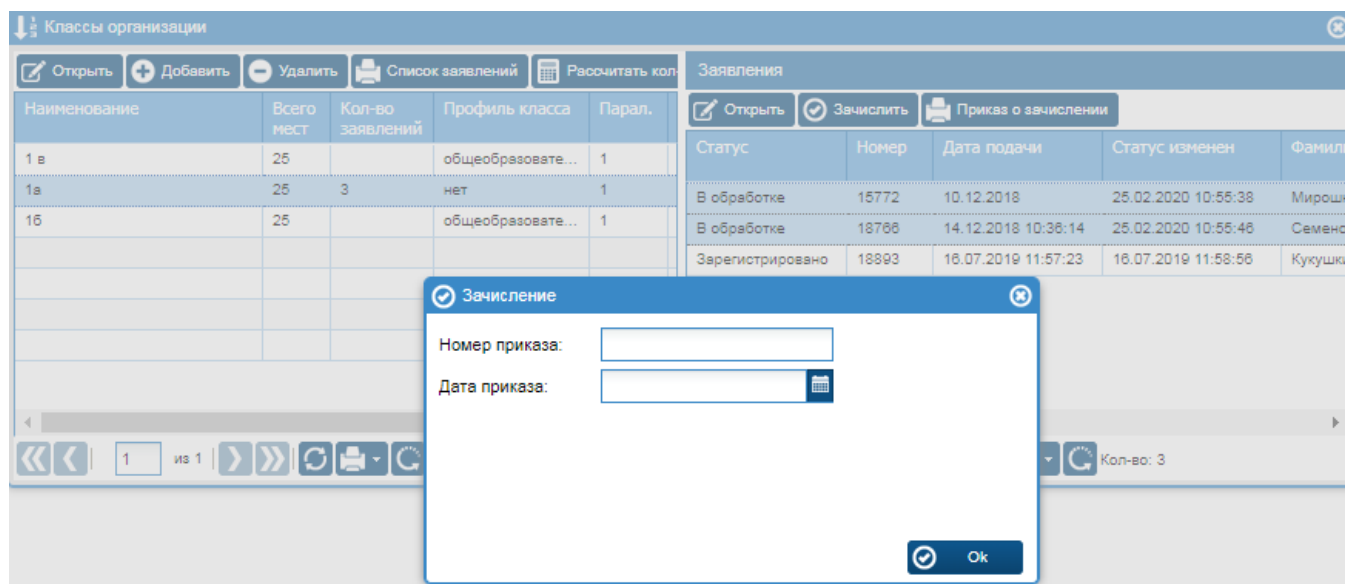 Классы организации
Открыть Добавить Удалить Список заявлений Рассчитать кол-
Наименование Всего мест Кол-во заявлений Профиль класса Парал.
1 в 25 общеобразовате... 1
1а 25 3 нет 1
1б 25 общеобразовате... 1
Заявления
Открыть Зачислить Приказ о зачислении
Статус Номер Дата подачи Статус изменен Фамили
В обработке 15772 10.12.2018 25.02.2020 10:55:38 Мирошн
В обработке 18766 14.12.2018 10:36:14 25.02.2020 10:55:46 Семенс
Зарегистрировано 18893 16.07.2019 11:57:23 16.07.2019 11:58:56 Кукушки
Зачисление
Номер приказа:
Дата приказа:
Ok
1 из 1
Кол-во: 3